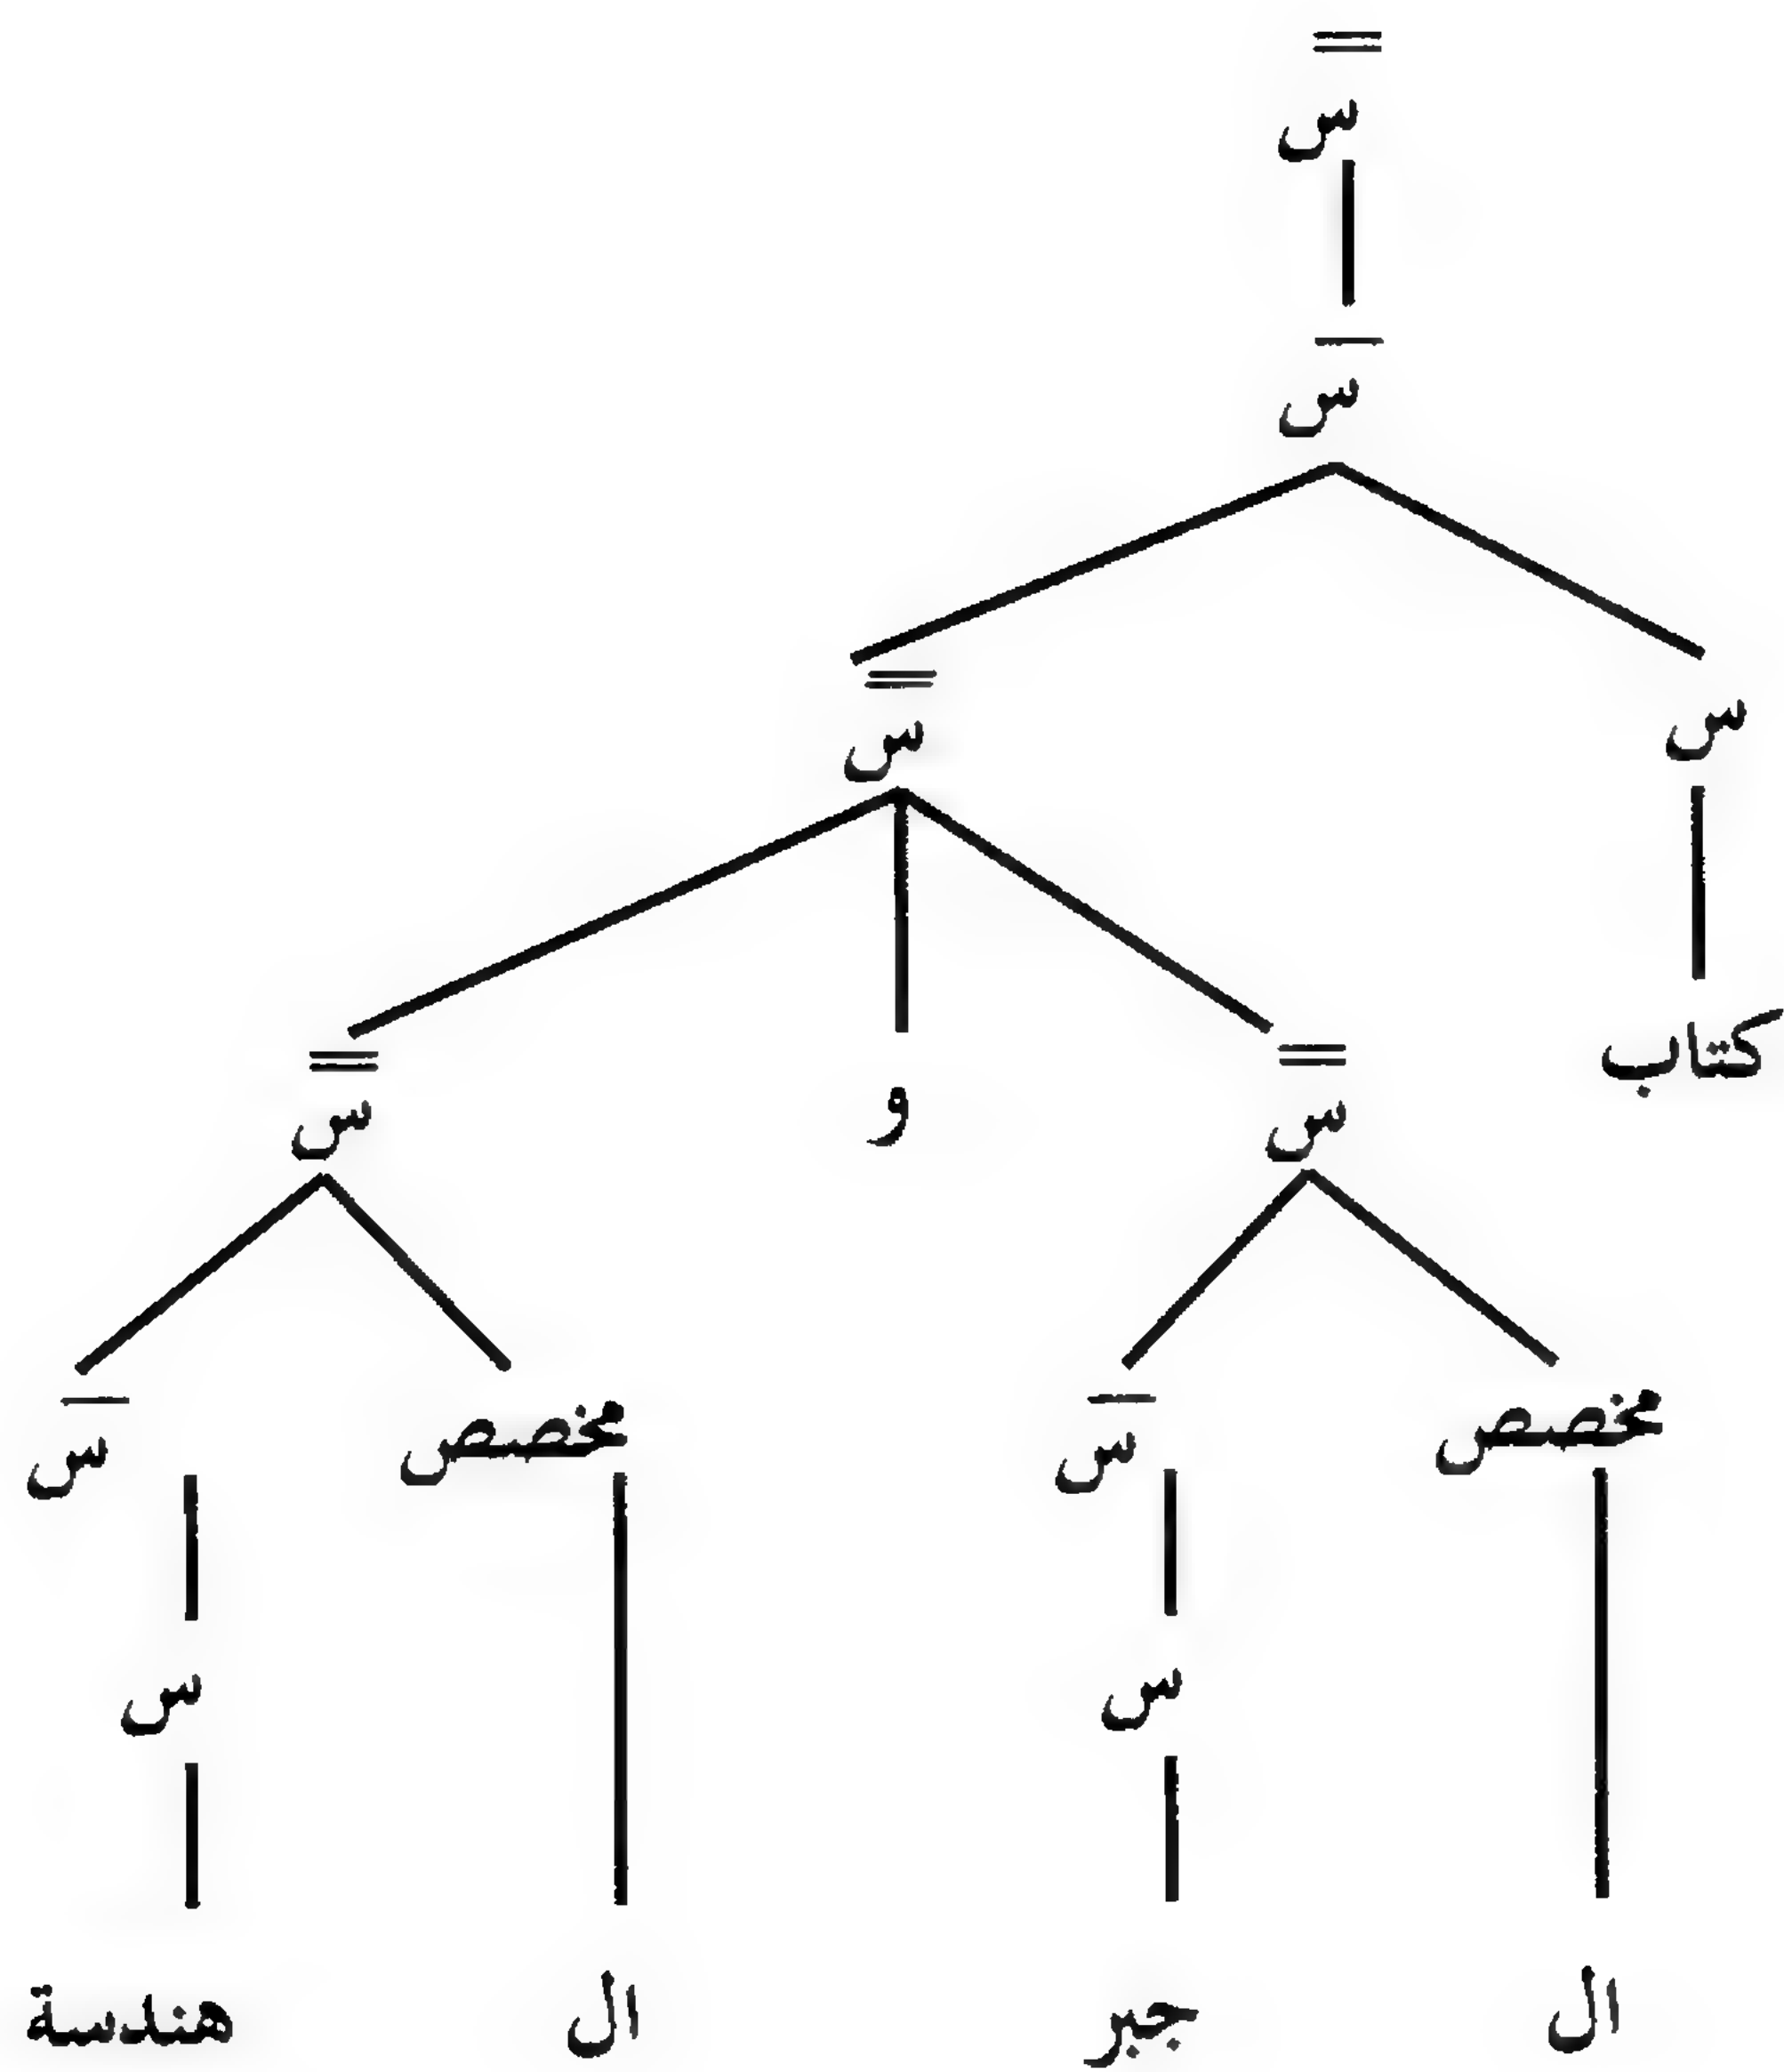 س̿
س̄
س س̿
كتاب
س̿ و س̿
مخصص س̄ مخصص س̄
س س
ال جبر ال هندسة